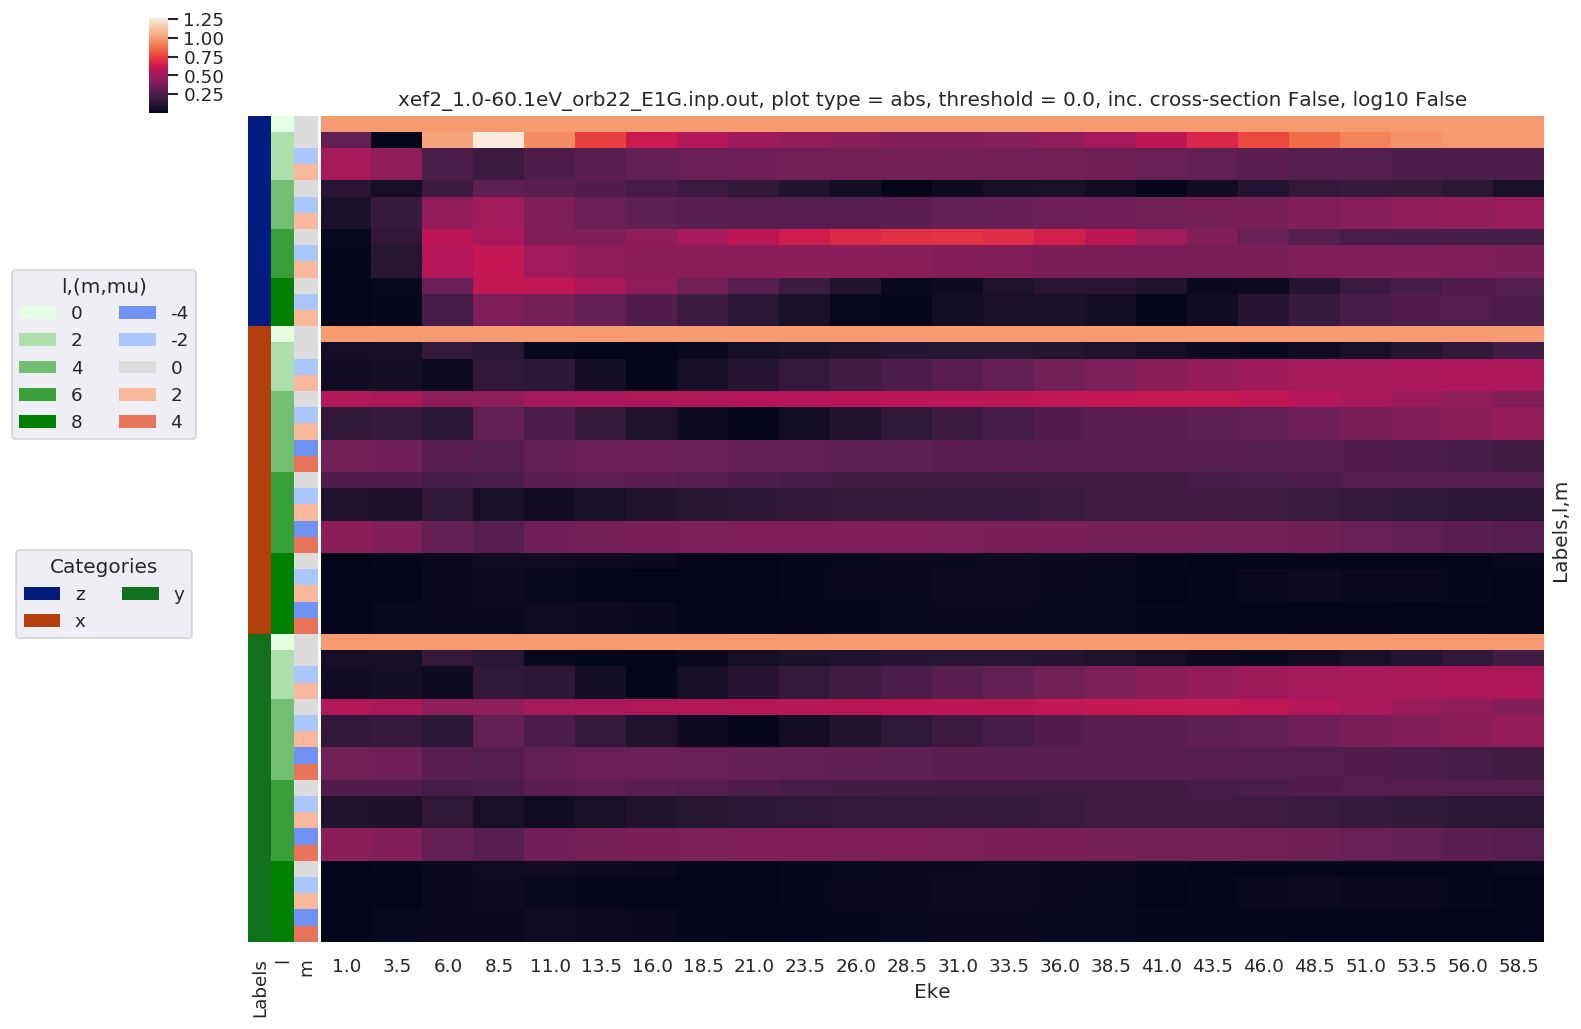 1.25
1.00
0.75
0.50
0.25
xef2_1.0-60.1eV_orb22_E1G.inp.out, plot type = abs, threshold = 0.0, inc. cross-section False, log10 False
l,(m,mu)
0 -4
2 -2
4 0
6 2
8 4
Categories
z y
x
Labels,l,m
Labels l m
1.0 3.5 6.0 8.5 11.0 13.5 16.0 18.5 21.0 23.5 26.0 28.5 31.0 33.5 36.0 38.5 41.0 43.5 46.0 48.5 51.0 53.5 56.0 58.5
Eke